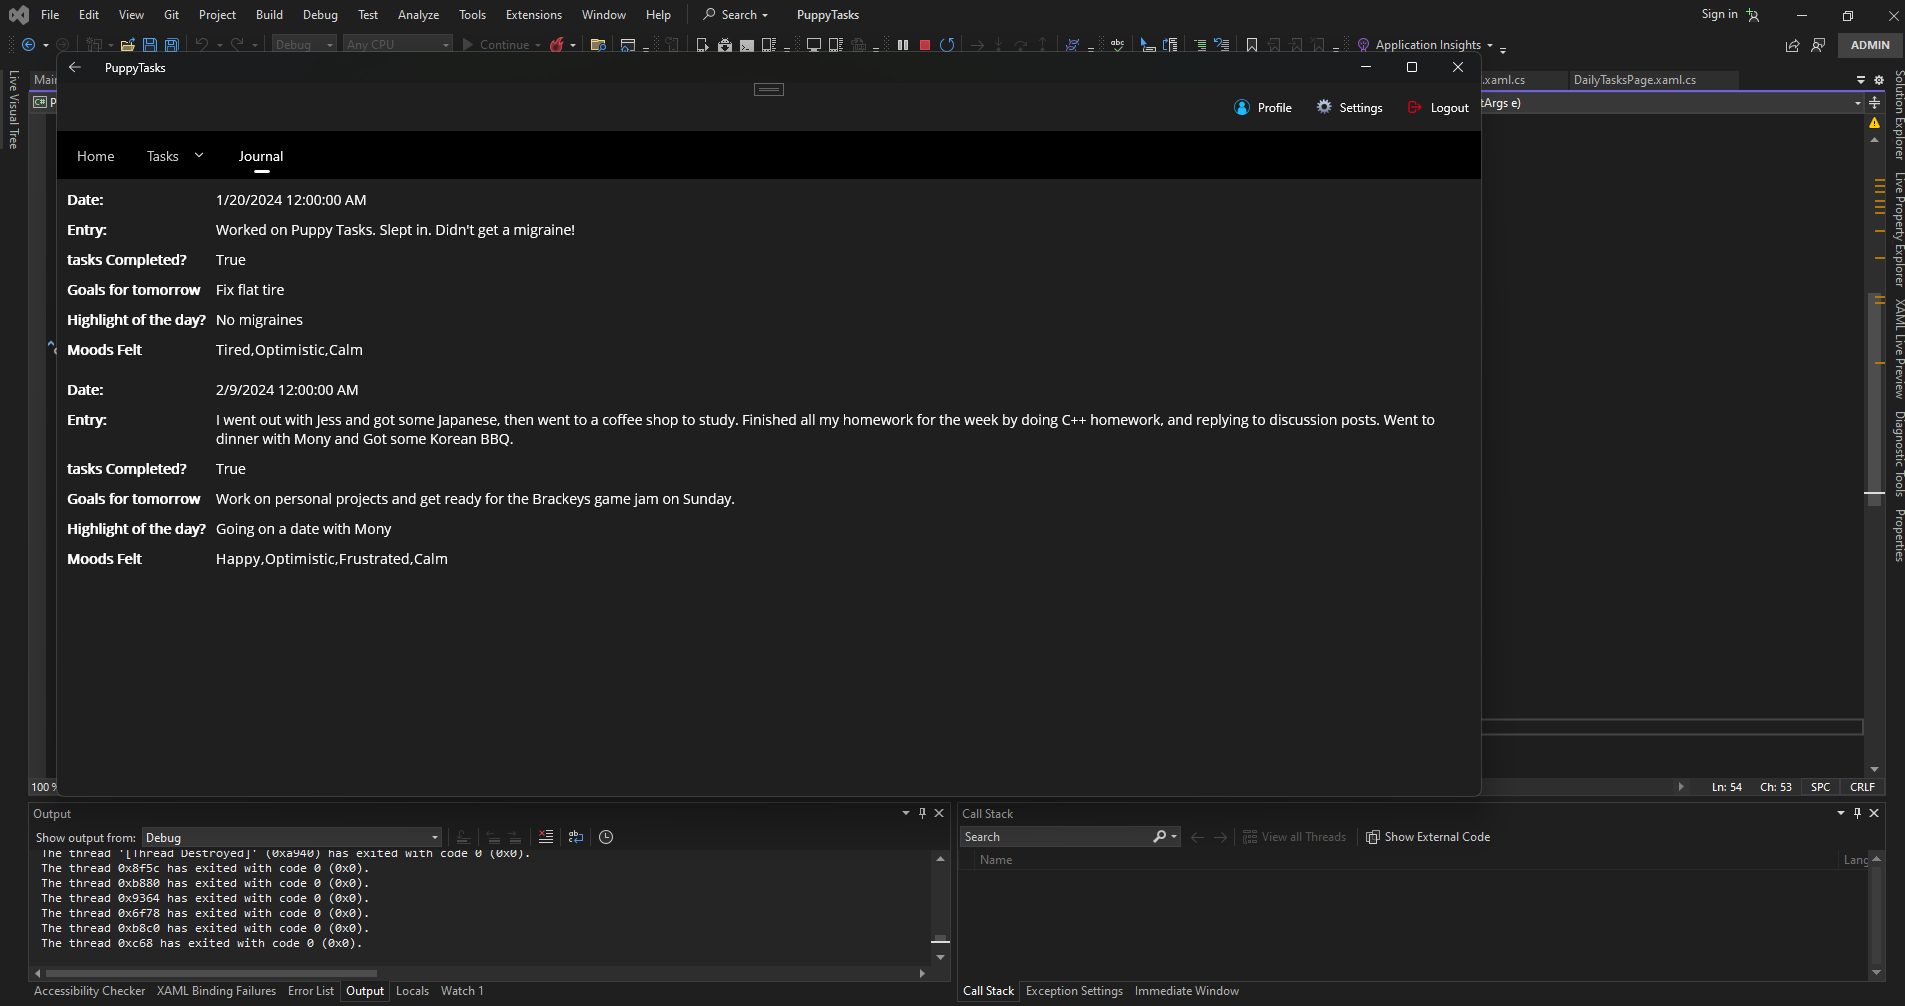 File Edit View Git Project Build Debug Test Analyze Tools Extensions Window Help Search PuppyTasks Sign in
Debug Any CPU Continue Application Insights ADMIN
PuppyTasks
Live Visual Tree
.xaml.cs DailyTasksPage.xaml.cs
tArgs e)
Profile Settings Logout
Home Tasks Journal
Date: 1/20/2024 12:00:00 AM
Entry: Worked on Puppy Tasks. Slept in. Didn't get a migraine!
tasks Completed? True
Goals for tomorrow Fix flat tire
Highlight of the day? No migraines
Moods Felt Tired,Optimistic,Calm
Date: 2/9/2024 12:00:00 AM
Entry: I went out with Jess and got some Japanese, then went to a coffee shop to study. Finished all my homework for the week by doing C++ homework, and replying to discussion posts. Went to
dinner with Mony and Got some Korean BBQ.
tasks Completed? True
Goals for tomorrow Work on personal projects and get ready for the Brackeys game jam on Sunday.
Highlight of the day? Going on a date with Mony
Moods Felt Happy,Optimistic,Frustrated,Calm
Solution Explorer
Live Property Explorer
XAML Live Preview
Diagnostic Tools
Properties
100 % Ln: 54 Ch: 53 SPC CRLF
Output
Show output from: Debug
The thread '[Thread Destroyed]' (0xa940) has exited with code 0 (0x0).
The thread 0x8f5c has exited with code 0 (0x0).
The thread 0xb880 has exited with code 0 (0x0).
The thread 0x9364 has exited with code 0 (0x0).
The thread 0x6f78 has exited with code 0 (0x0).
The thread 0xb8c0 has exited with code 0 (0x0).
The thread 0xc68 has exited with code 0 (0x0).
Accessibility Checker XAML Binding Failures Error List Output Locals Watch 1
Call Stack
Search View all Threads Show External Code
Name Lang
Call Stack Exception Settings Immediate Window